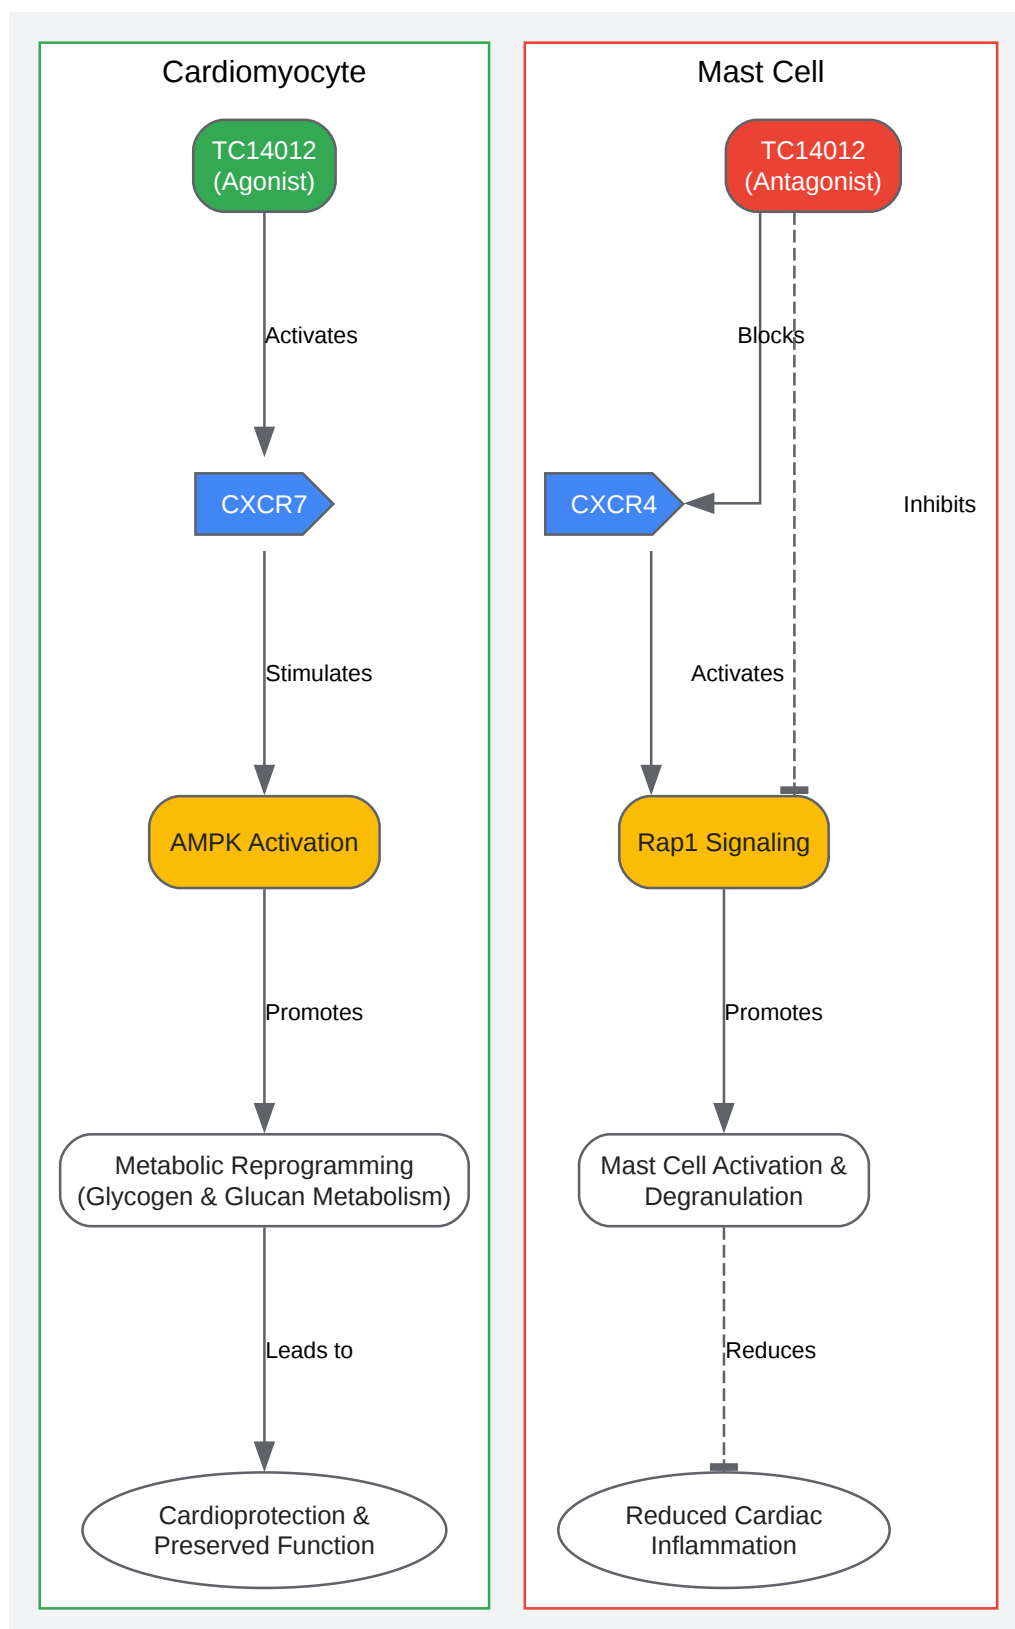 Cardiomyocyte
TC14012
(Agonist)
Activates
CXCR7
Stimulates
AMPK Activation
Promotes
Metabolic Reprogramming
(Glycogen & Glucan Metabolism)
Leads to
Cardioprotection &
Preserved Function
Mast Cell
TC14012
(Antagonist)
Blocks
CXCR4
Inhibits
Activates
Rap1 Signaling
Promotes
Mast Cell Activation &
Degranulation
Reduces
Reduced Cardiac
Inflammation